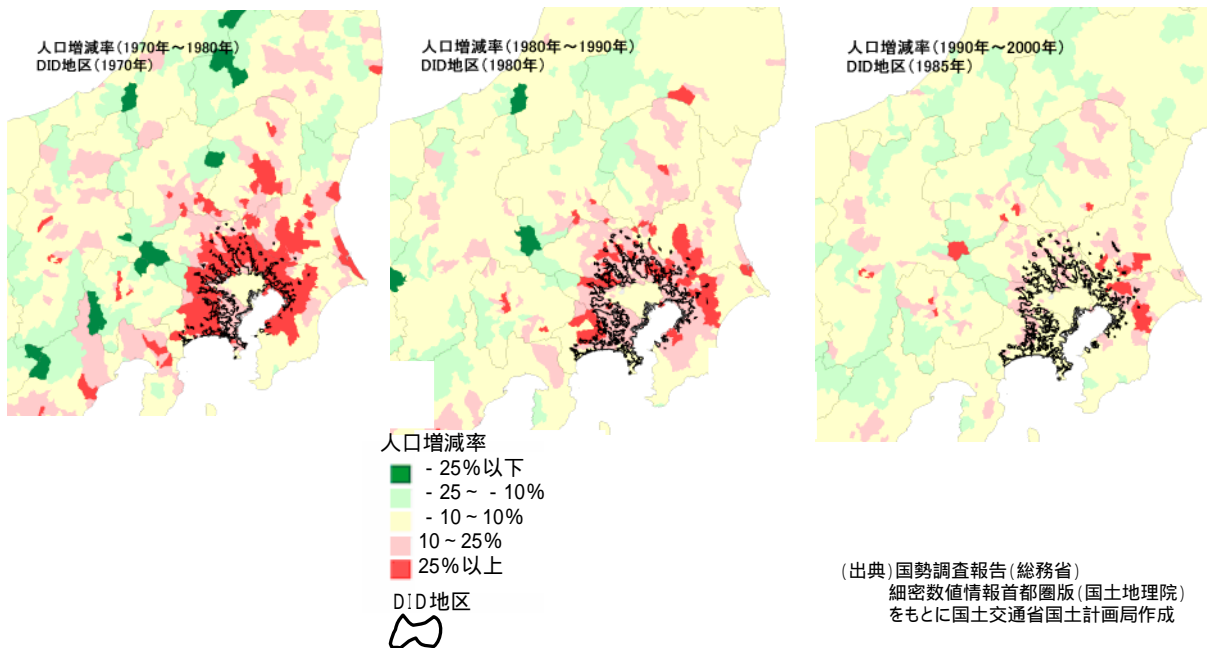 人口増減率(1970年～1980年)
DID地区(1970年)
人口増減率(1980年～1990年)
DID地区(1980年)
人口増減率(1990年～2000年)
DID地区(1985年)
人口増減率
- 25%以下
- 25 ~ - 10%
- 10 ~ 10%
10 ~ 25%
25%以上
DID地区
(出典)国勢調査報告(総務省)
細密数値情報首都圏版(国土地理院)
をもとに国土交通省国土計画局作成